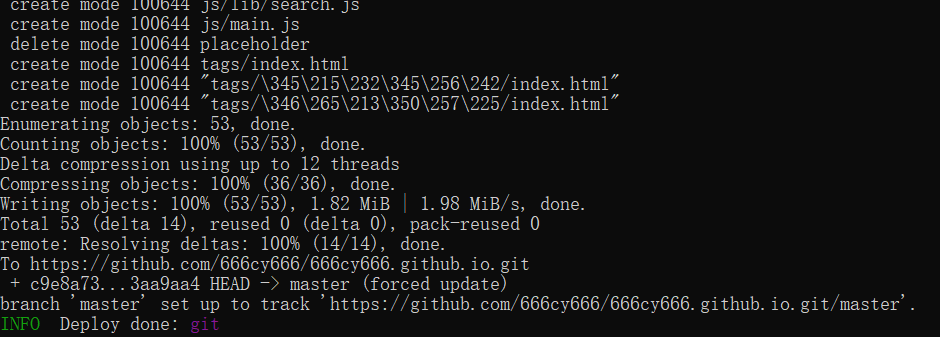 create mode 100644 js/lib/search.js
create mode 100644 js/main.js
delete mode 100644 placeholder
create mode 100644 tags/index.html
create mode 100644 "tags/\345\215\232\345\256\242/index.html"
create mode 100644 "tags/\346\265\213\350\257\225/index.html"
Enumerating objects: 53, done.
Counting objects: 100% (53/53), done.
Delta compression using up to 12 threads
Compressing objects: 100% (36/36), done.
Writing objects: 100% (53/53), 1.82 MiB | 1.98 MiB/s, done.
Total 53 (delta 14), reused 0 (delta 0), pack-reused 0
remote: Resolving deltas: 100% (14/14), done.
To https://github.com/666cy666/666cy666.github.io.git
+ c9e8a73...3aa9aa4 HEAD -> master (forced update)
branch 'master' set up to track 'https://github.com/666cy666/666cy666.github.io.git/master'.
INFO  Deploy done: git